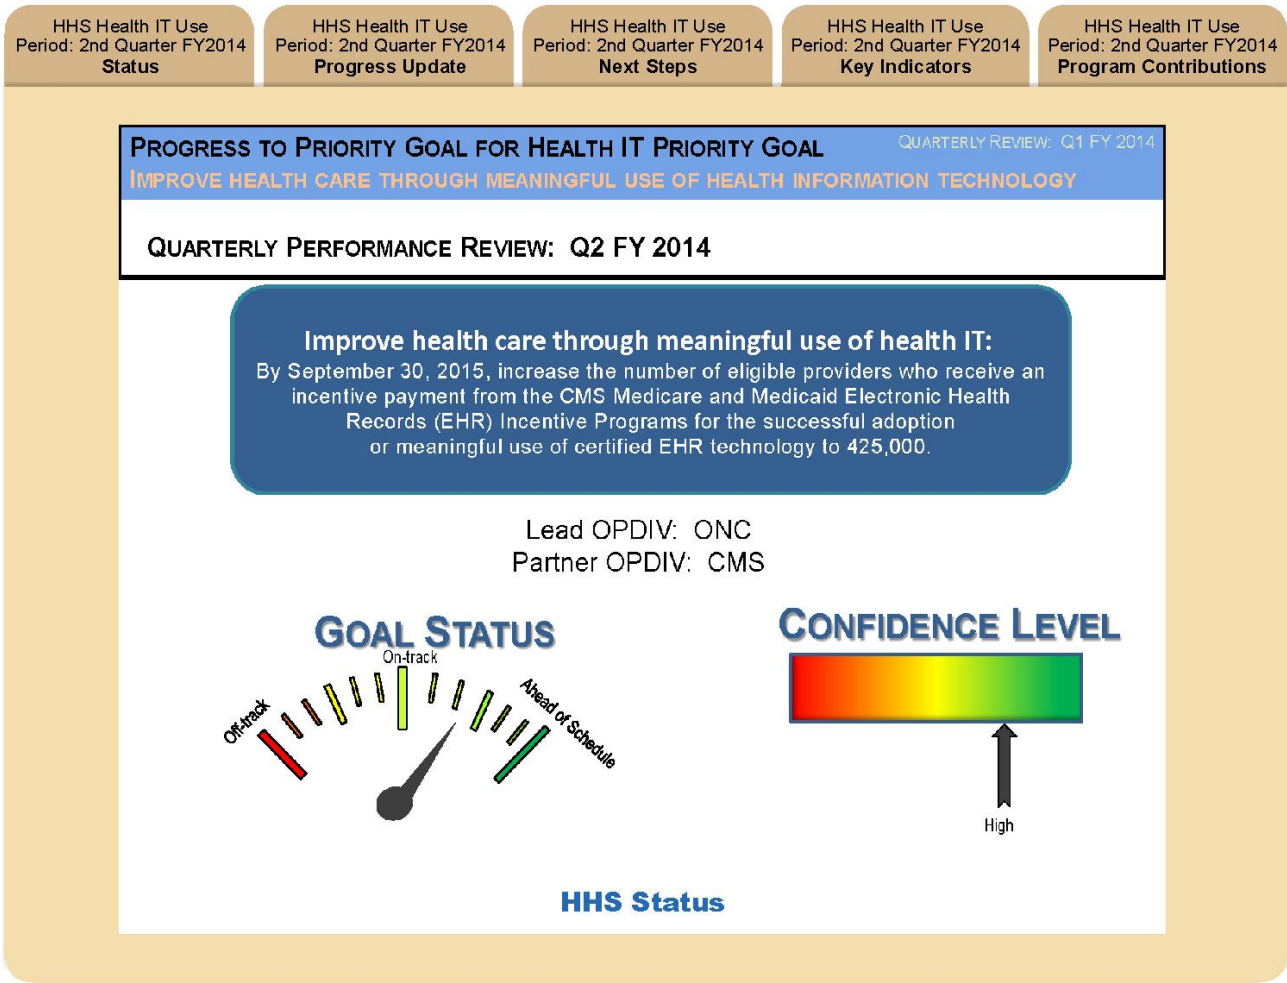 HHS Health IT Use
Period: 2nd Quarter FY2014
Status
HHS Health IT Use
Period: 2nd Quarter FY2014
Progress Update
HHS Health IT Use
Period: 2nd Quarter FY2014
Next Steps
HHS Health IT Use
Period: 2nd Quarter FY2014
Key Indicators
HHS Health IT Use
Period: 2nd Quarter FY2014
Program Contributions
PROGRESS TO PRIORITY GOAL FOR HEALTH IT PRIORITY GOAL
QUARTERLY REVIEW: Q1 FY 2014
IMPROVE HEALTH CARE THROUGH MEANINGFUL USE OF HEALTH INFORMATION TECHNOLOGY
QUARTERLY PERFORMANCE REVIEW: Q2 FY 2014
Improve health care through meaningful use of health IT:
By September 30, 2015, increase the number of eligible providers who receive an
incentive payment from the CMS Medicare and Medicaid Electronic Health
Records (EHR) Incentive Programs for the successful adoption
or meaningful use of certified EHR technology to 425,000.
Lead OPDIV: ONC
Partner OPDIV: CMS
GOAL STATUS
Off-track
On-track
Ahead of Schedule
CONFIDENCE LEVEL
High
HHS Status